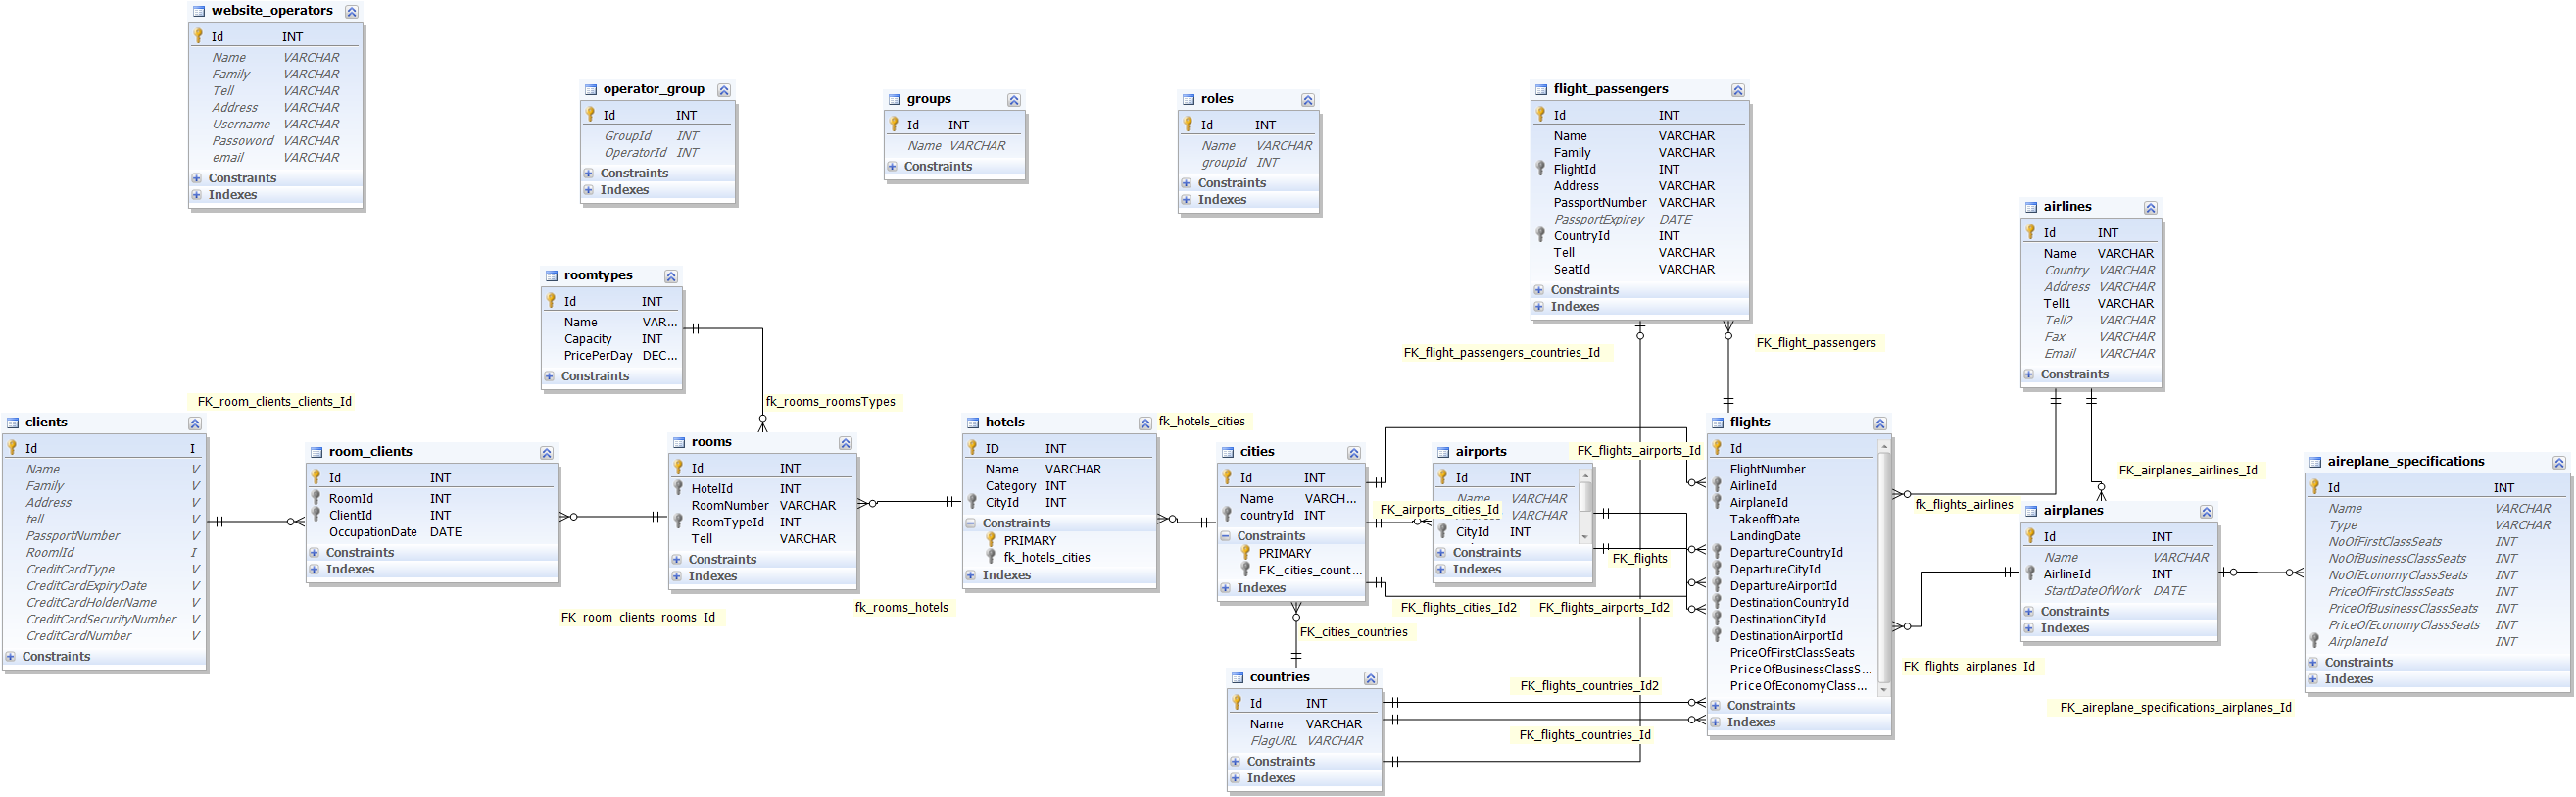 website_operators
Id INT
Name VARCHAR
Family VARCHAR
Tell VARCHAR
Address VARCHAR
Username VARCHAR
Passoword VARCHAR
email VARCHAR
Constraints
Indexes
operator_group
Id INT
GroupId INT
OperatorId INT
Constraints
Indexes
groups
Id INT
Name VARCHAR
Constraints
roles
Id INT
Name VARCHAR
groupId INT
Constraints
Indexes
flight_passengers
Id INT
Name VARCHAR
Family VARCHAR
FlightId INT
Address VARCHAR
PassportNumber VARCHAR
PassportExpirey DATE
CountryId INT
Tell VARCHAR
SeatId VARCHAR
Constraints
Indexes
airlines
Id INT
Name VARCHAR
Country VARCHAR
Address VARCHAR
Tell1 VARCHAR
Tell2 VARCHAR
Fax VARCHAR
Email VARCHAR
Constraints
roomtypes
Id INT
Name VAR...
Capacity INT
PricePerDay DEC...
Constraints
FK_flight_passengers_countries_Id
FK_flight_passengers
FK_room_clients_clients_Id
fk_rooms_roomsTypes
clients
Id I
Name V
Family V
Address V
tell V
PassportNumber V
RoomIId I
CreditCardType V
CreditCardExpiryDate V
CreditCardHolderName V
CreditCardSecurityNumber V
CreditCardNumber V
Constraints
room_clients
Id INT
RoomId INT
ClientId INT
OccupationDate DATE
Constraints
Indexes
FK_room_clients_rooms_Id
rooms
Id INT
HotelId INT
RoomNumber VARCHAR
RoomTypeId INT
Tell VARCHAR
Constraints
Indexes
fk_rooms_hotels
hotels
ID INT
Name VARCHAR
Category INT
CityId INT
Constraints
PRIMARY
fk_hotels_cities
Indexes
fk_hotels_cities
cities
Id INT
Name VARCH...
countryId INT
Constraints
PRIMARY
FK_cities_count...
Indexes
FK_cities_countries
airports
Id INT
Name VARCHAR
VARCHAR
CityId INT
Constraints
Indexes
FK_airports_cities_Id
FK_flights_airports_Id
FK_flights
FK_flights_cities_Id2
FK_flights_airports_Id2
countries
Id INT
Name VARCHAR
FlagURL VARCHAR
Constraints
Indexes
FK_flights_countries_Id2
FK_flights_countries_Id
flights
Id
FlightNumber
AirlineId
AirplaneId
TakeoffDate
LandingDate
DepartureCountryId
DepartureCityId
DepartureAirportId
DestinationCountryId
DestinationCityId
DestinationAirportId
PriceOfFirstClassSeats
PriceOfBusinessClassS...
PriceOfEconomyClass...
Constraints
Indexes
fk_flights_airlines
FK_airplanes_airlines_Id
airplanes
Id INT
Name VARCHAR
AirlineId INT
StartDateOfWork DATE
Constraints
Indexes
FK_flights_airplanes_Id
aireplane_specifications
Id INT
Name VARCHAR
Type VARCHAR
NoOfFirstClassSeats INT
NoOfBusinessClassSeats INT
NoOfEconomyClassSeats INT
PriceOfFirstClassSeats INT
PriceOfBusinessClassSeats INT
PriceOfEconomyClassSeats INT
AirplaneId INT
Constraints
Indexes
FK_aireplane_specifications_airplanes_Id